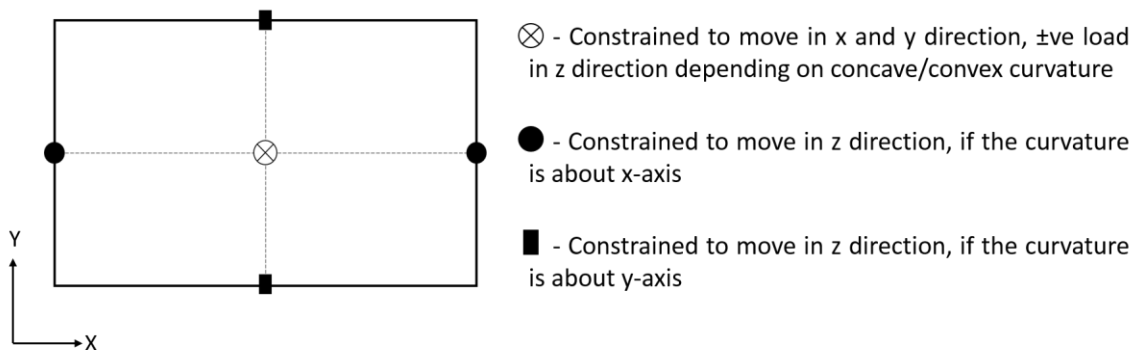 ⊗ - Constrained to move in x and y direction, ±ve load
in z direction depending on concave/convex curvature
● - Constrained to move in z direction, if the curvature
is about x-axis
■ - Constrained to move in z direction, if the curvature
is about y-axis
Y
X